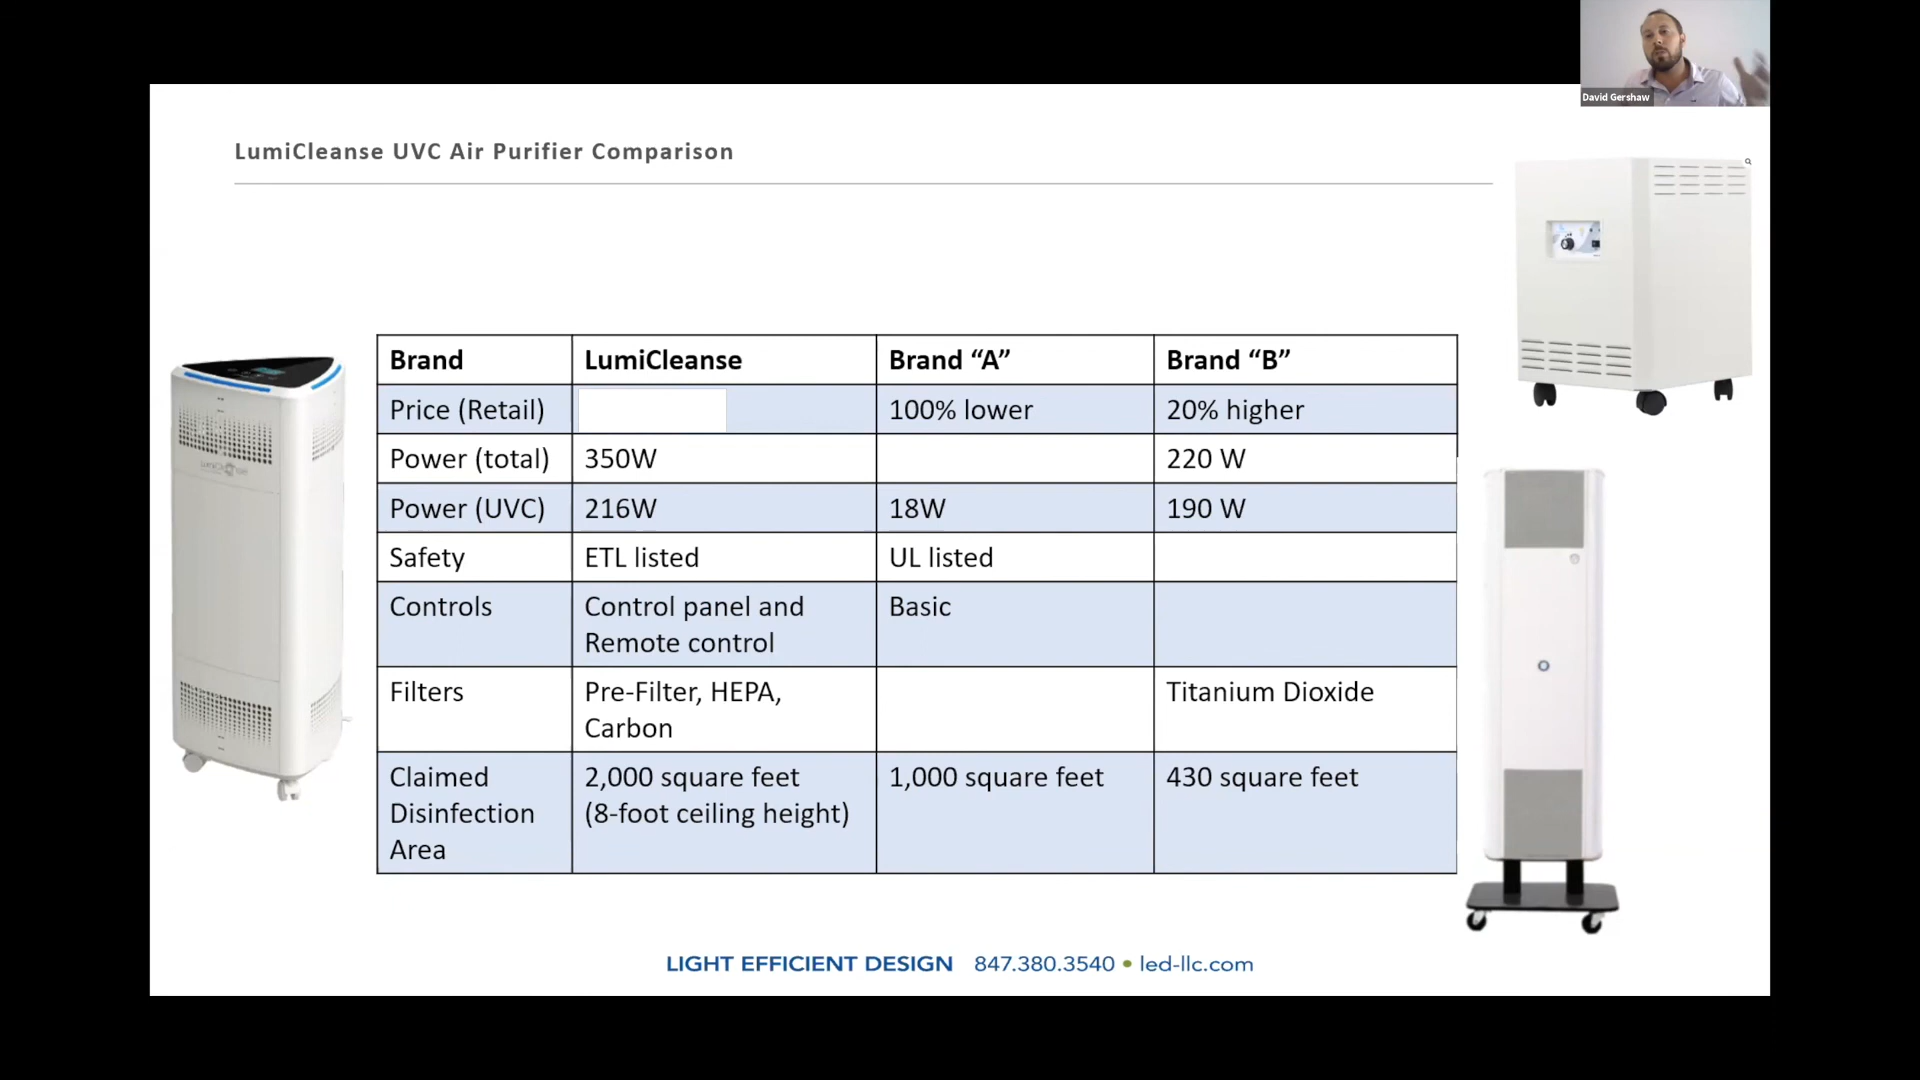 David Gershaw
LumiCleanse UVC Air Purifier Comparison
Brand LumiCleanse Brand “A” Brand “B”
Price (Retail) 100% lower 20% higher
Power (total) 350W 220 W
Power (UVC) 216W 18W 190 W
Safety ETL listed UL listed
Controls Control panel and Basic
Remote control
Filters Pre-Filter, HEPA, Titanium Dioxide
Carbon
Claimed 2,000 square feet 1,000 square feet 430 square feet
Disinfection (8-foot ceiling height)
Area
LIGHT EFFICIENT DESIGN 847.380.3540 • led-llc.com